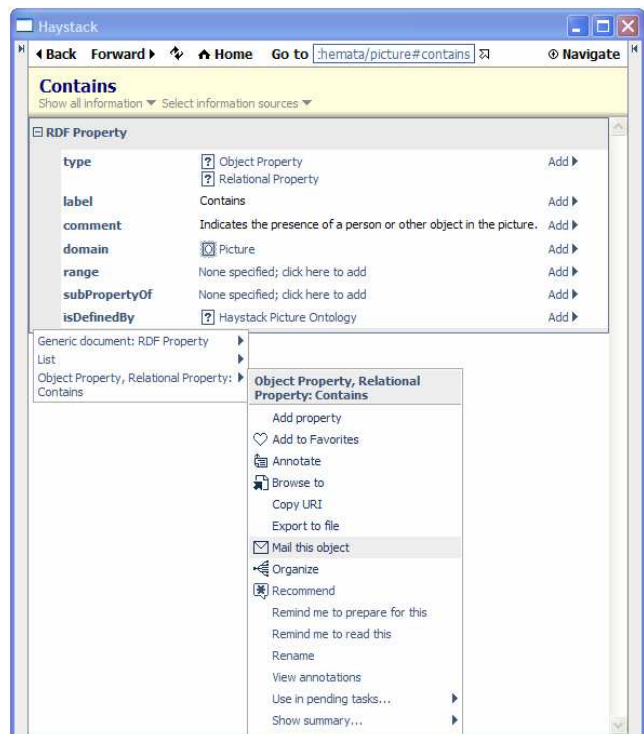 Haystack
Back Forward Home Go to :hemata/picture#contains Navigate
Contains
Show all information Select information sources
RDF Property
type ? Object Property Add
? Relational Property
label Contains Add
comment Indicates the presence of a person or other object in the picture. Add
domain Picture Add
range None specified; click here to add Add
subPropertyOf None specified; click here to add Add
isDefinedBy ? Haystack Picture Ontology Add
Generic document: RDF Property
List
Object Property, Relational Property:
Contains
Object Property, Relational
Property: Contains
Add property
Add to Favorites
Annotate
Browse to
Copy URI
Export to file
Mail this object
Organize
Recommend
Remind me to prepare for this
Remind me to read this
Rename
View annotations
Use in pending tasks...
Show summary...